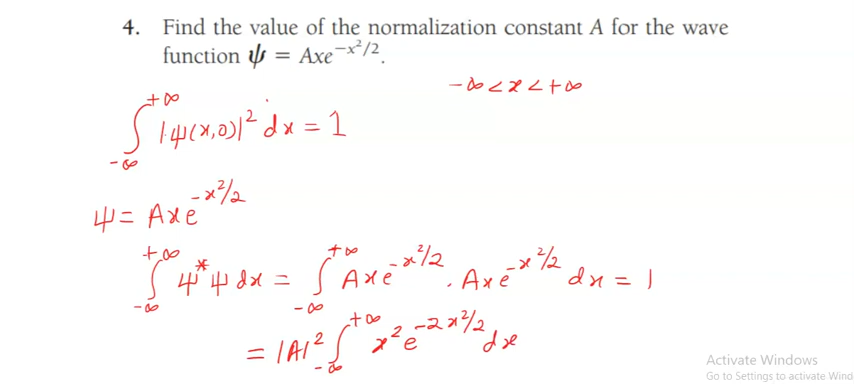 4. Find the value of the normalization constant A for the wave
function ψ = Axe^{-x²/2}.
-∞ < x < +∞
∫_{-∞}^{+∞} |ψ(x,0)|² dx = 1
ψ = Axe^{-x²/2}
∫_{-∞}^{+∞} ψ*ψ dx = ∫_{-∞}^{+∞} Axe^{-x²/2} . Axe^{-x²/2} dx = 1
= |A|² ∫_{-∞}^{+∞} x² e^{-2x²/2} dx
Activate Windows
Go to Settings to activate Wind